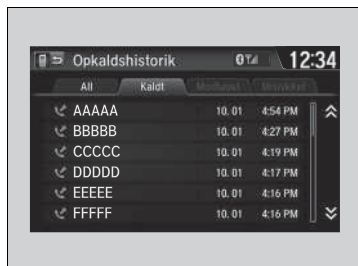 Opkaldshistorik 12:34
All Kaldt
AAAAA 10. 01 4:54 PM
BBBBB 10. 01 4:27 PM
CCCCC 10. 01 4:19 PM
DDDDD 10. 01 4:17 PM
EEEEE 10. 01 4:16 PM
FFFFF 10. 01 4:16 PM